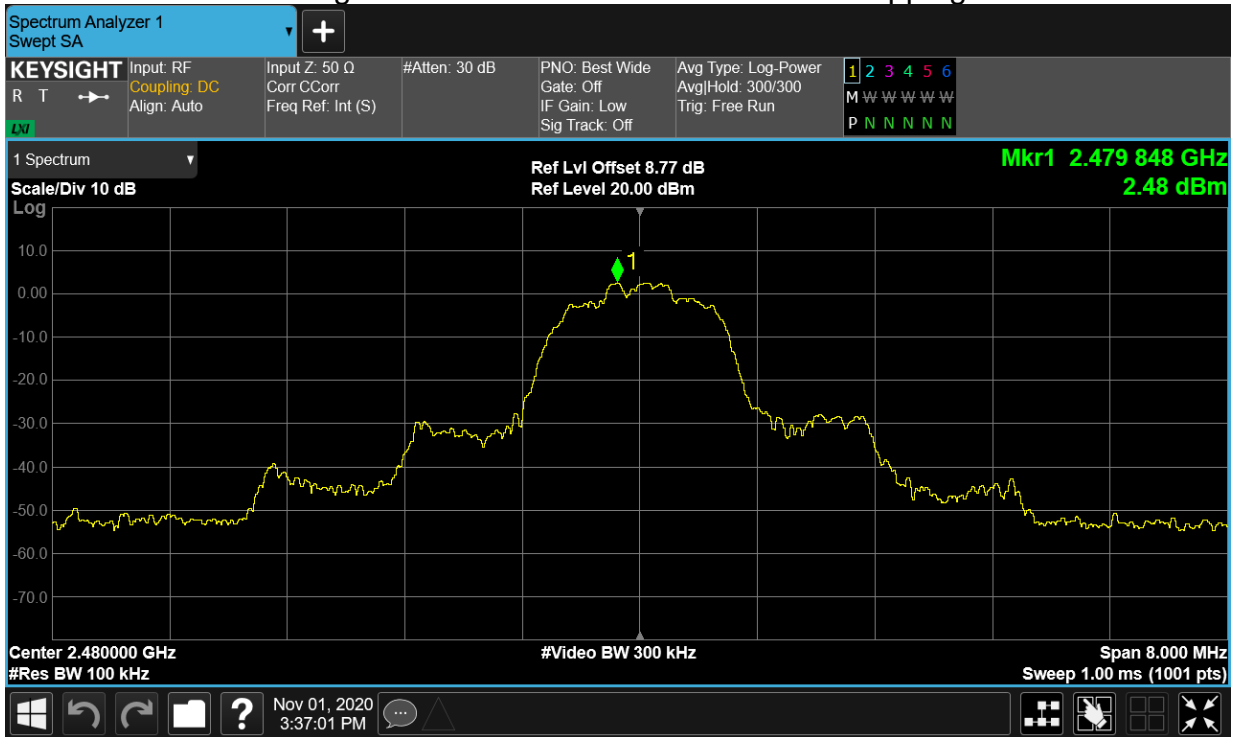 Spectrum Analyzer 1
Swept SA
KEYSIGHT
R T
LXI
Input: RF
Coupling: DC
Align: Auto
Input Z: 50 Ω
Corr CCorr
Freq Ref: Int (S)
#Atten: 30 dB
PNO: Best Wide
Gate: Off
IF Gain: Low
Sig Track: Off
Avg Type: Log-Power
Avg|Hold: 300/300
Trig: Free Run
1 2 3 4 5 6
M W W W W W
P N N N N N
1 Spectrum
Scale/Div 10 dB
Log
Ref Lvl Offset 8.77 dB
Ref Level 20.00 dBm
Mkr1 2.479 848 GHz
2.48 dBm
1
10.0
0.00
-10.0
-20.0
-30.0
-40.0
-50.0
-60.0
-70.0
Center 2.480000 GHz
#Res BW 100 kHz
#Video BW 300 kHz
Span 8.000 MHz
Sweep 1.00 ms (1001 pts)
?
Nov 01, 2020
3:37:01 PM